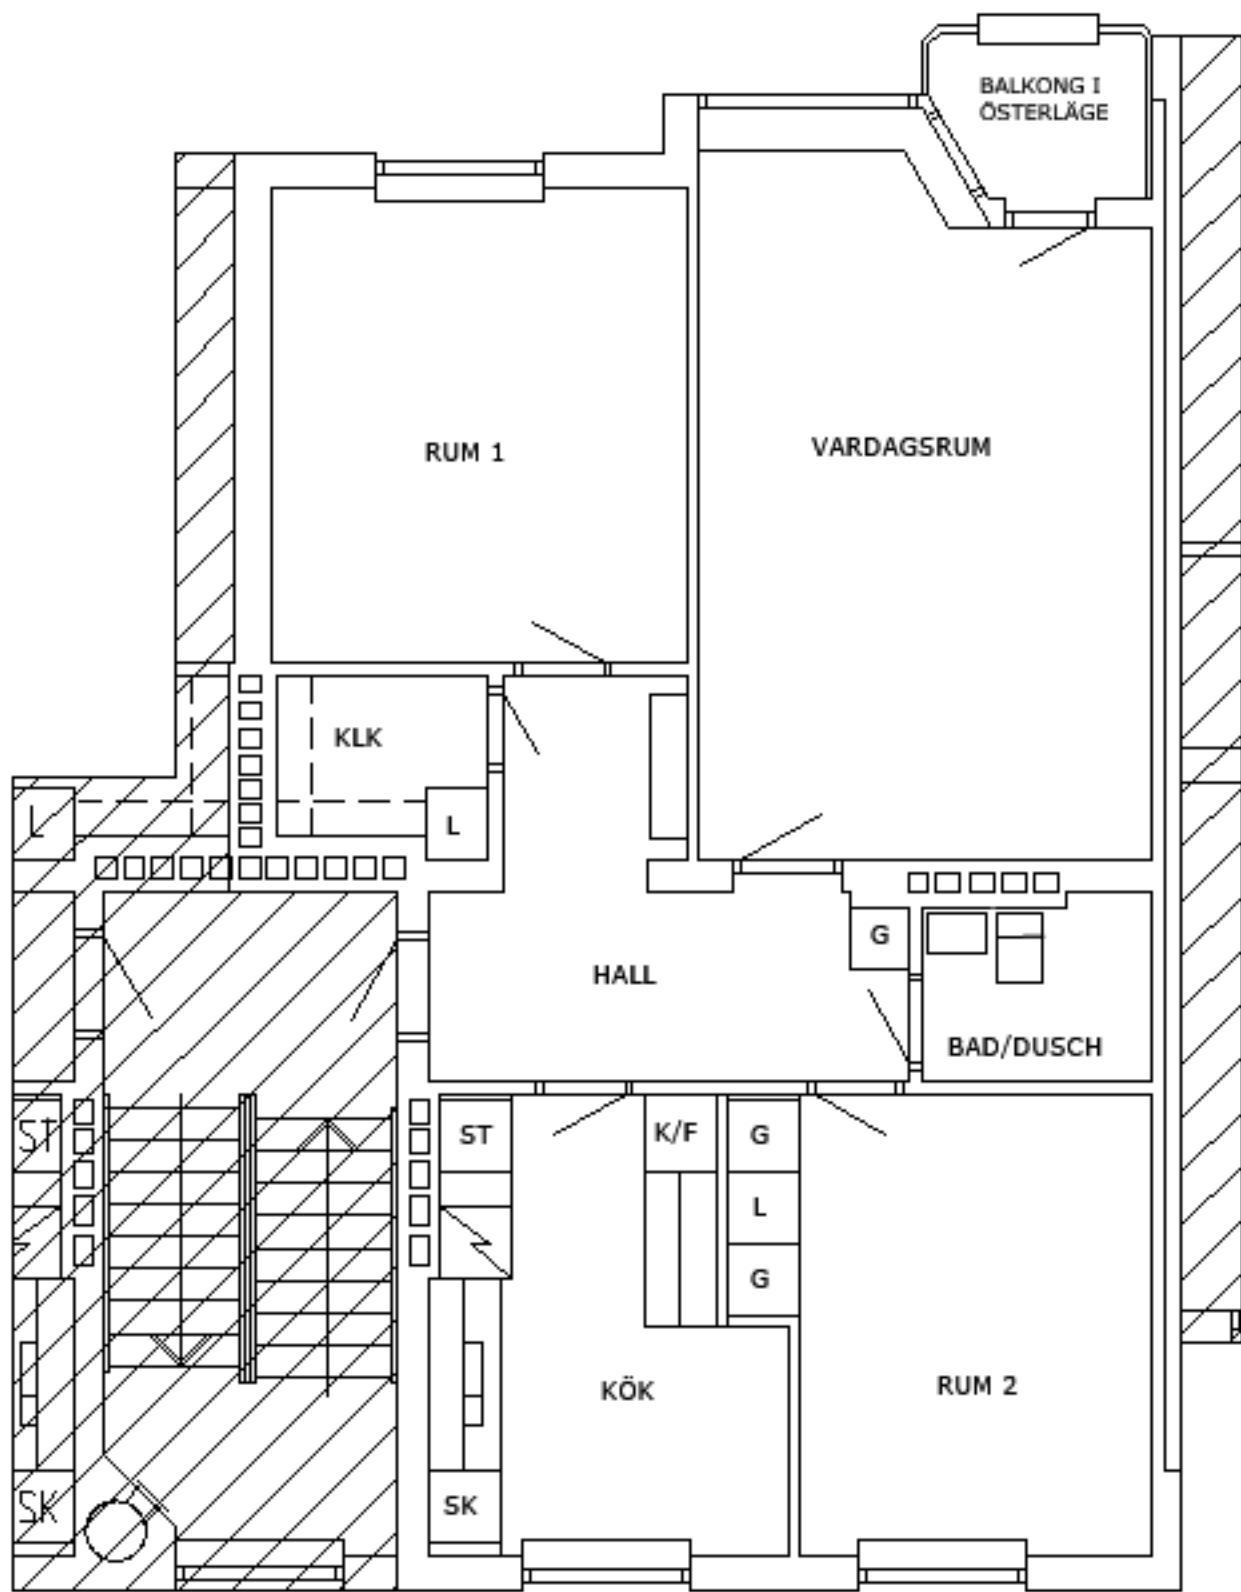 BALKONG I
ÖSTERLÄGE
RUM 1
VARDAGSRUM
KLK
L
L
G
HALL
BAD/DUSCH
ST
ST
K/F
G
L
G
KÖK
RUM 2
SK
SK